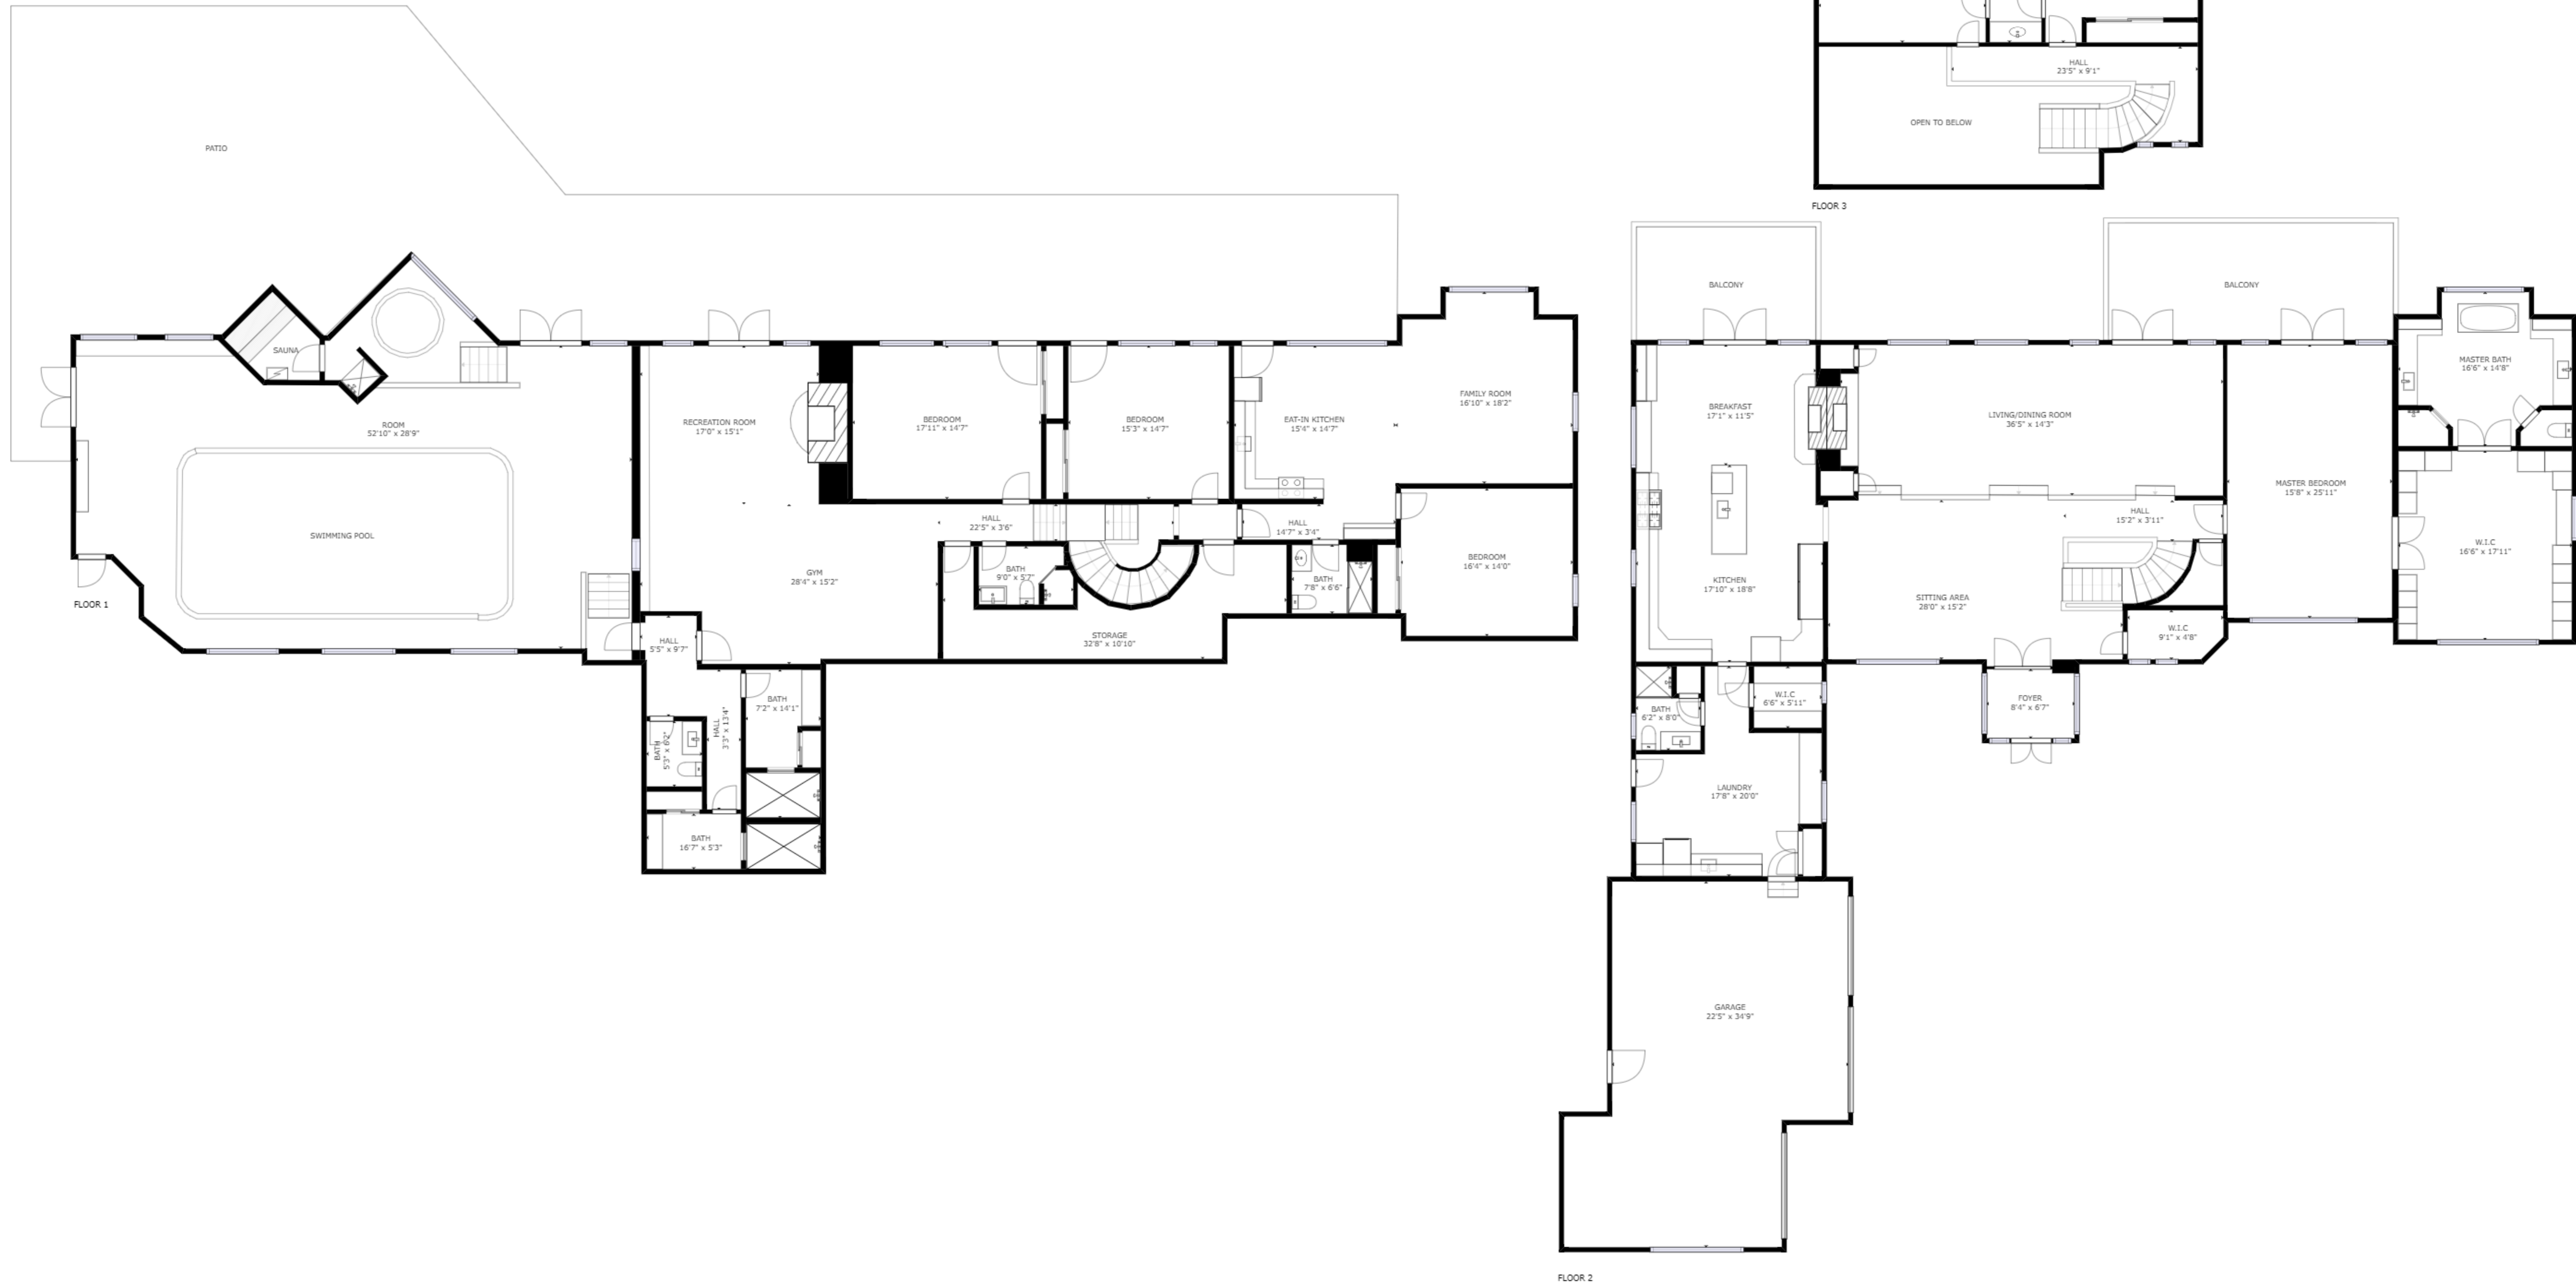 PATIO
SAUNA
ROOM
52'10" x 28'9"
SWIMMING POOL
RECREATION ROOM
17'0" x 15'1"
BEDROOM
17'11" x 14'7"
BEDROOM
15'3" x 14'7"
EAT-IN KITCHEN
15'4" x 14'7"
FAMILY ROOM
16'10" x 18'2"
HALL
22'5" x 3'6"
HALL
14'7" x 3'4"
GYM
28'4" x 15'2"
BATH
9'0" x 5'7"
BATH
7'8" x 6'6"
BEDROOM
16'4" x 14'0"
STORAGE
32'8" x 10'10"
HALL
5'5" x 9'7"
BATH
7'2" x 14'1"
HALL
3'3" x 13'4"
BATH
5'3" x 6'2"
BATH
16'7" x 5'3"
FLOOR 1
HALL
23'5" x 9'1"
OPEN TO BELOW
FLOOR 3
BALCONY
BALCONY
BREAKFAST
17'1" x 11'5"
LIVING/DINING ROOM
36'5" x 14'3"
MASTER BATH
16'6" x 14'8"
MASTER BEDROOM
15'8" x 25'11"
HALL
15'2" x 3'11"
W.I.C
16'6" x 17'11"
KITCHEN
17'10" x 18'8"
SITTING AREA
28'0" x 15'2"
W.I.C
9'1" x 4'8"
FOYER
8'4" x 6'7"
W.I.C
6'6" x 5'11"
BATH
6'2" x 8'0"
LAUNDRY
17'8" x 20'0"
GARAGE
22'5" x 34'9"
FLOOR 2